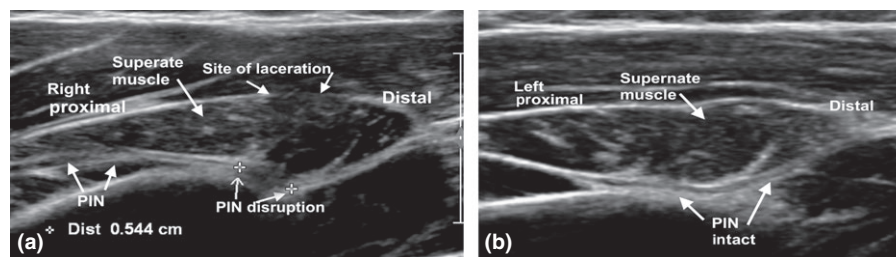 Superate
muscle
Site of laceration
Right
proximal
Distal
PIN
PIN disruption
Dist 0.544 cm
(a)
Supernate
muscle
Left
proximal
Distal
PIN
intact
(b)